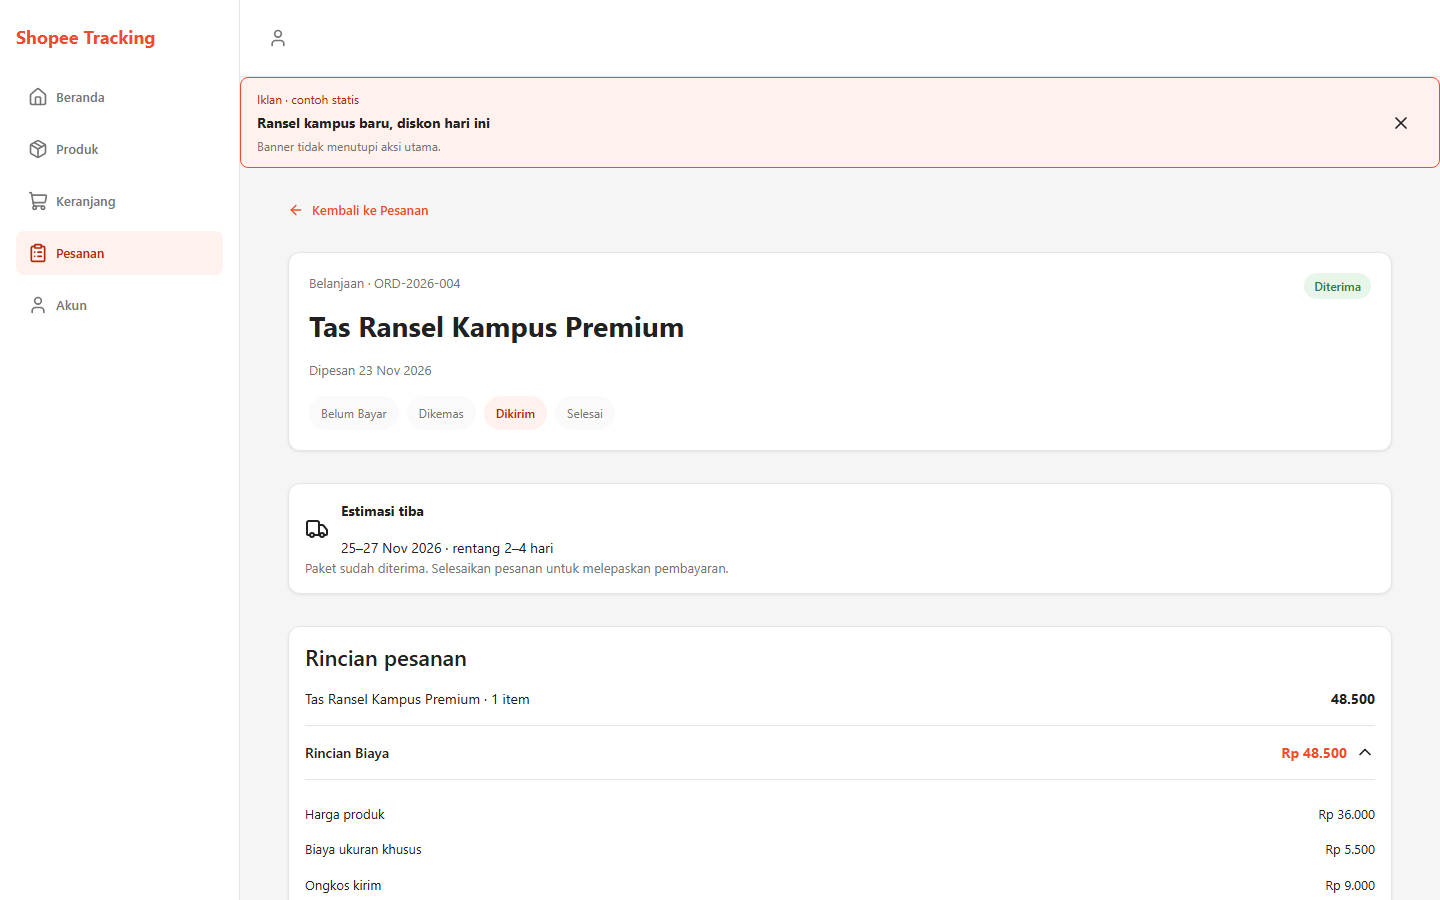 Shopee Tracking
Beranda
Produk
Keranjang
Pesanan
Akun
Iklan · contoh statis
Ransel kampus baru, diskon hari ini
Banner tidak menutupi aksi utama.
Kembali ke Pesanan
Belanjaan · ORD-2026-004
Diterima
Tas Ransel Kampus Premium
Dipesan 23 Nov 2026
Belum Bayar Dikemas Dikirim Selesai
Estimasi tiba
25–27 Nov 2026 · rentang 2–4 hari
Paket sudah diterima. Selesaikan pesanan untuk melepaskan pembayaran.
Rincian pesanan
Tas Ransel Kampus Premium · 1 item 48.500
Rincian Biaya Rp 48.500
Harga produk Rp 36.000
Biaya ukuran khusus Rp 5.500
Ongkos kirim Rp 9.000